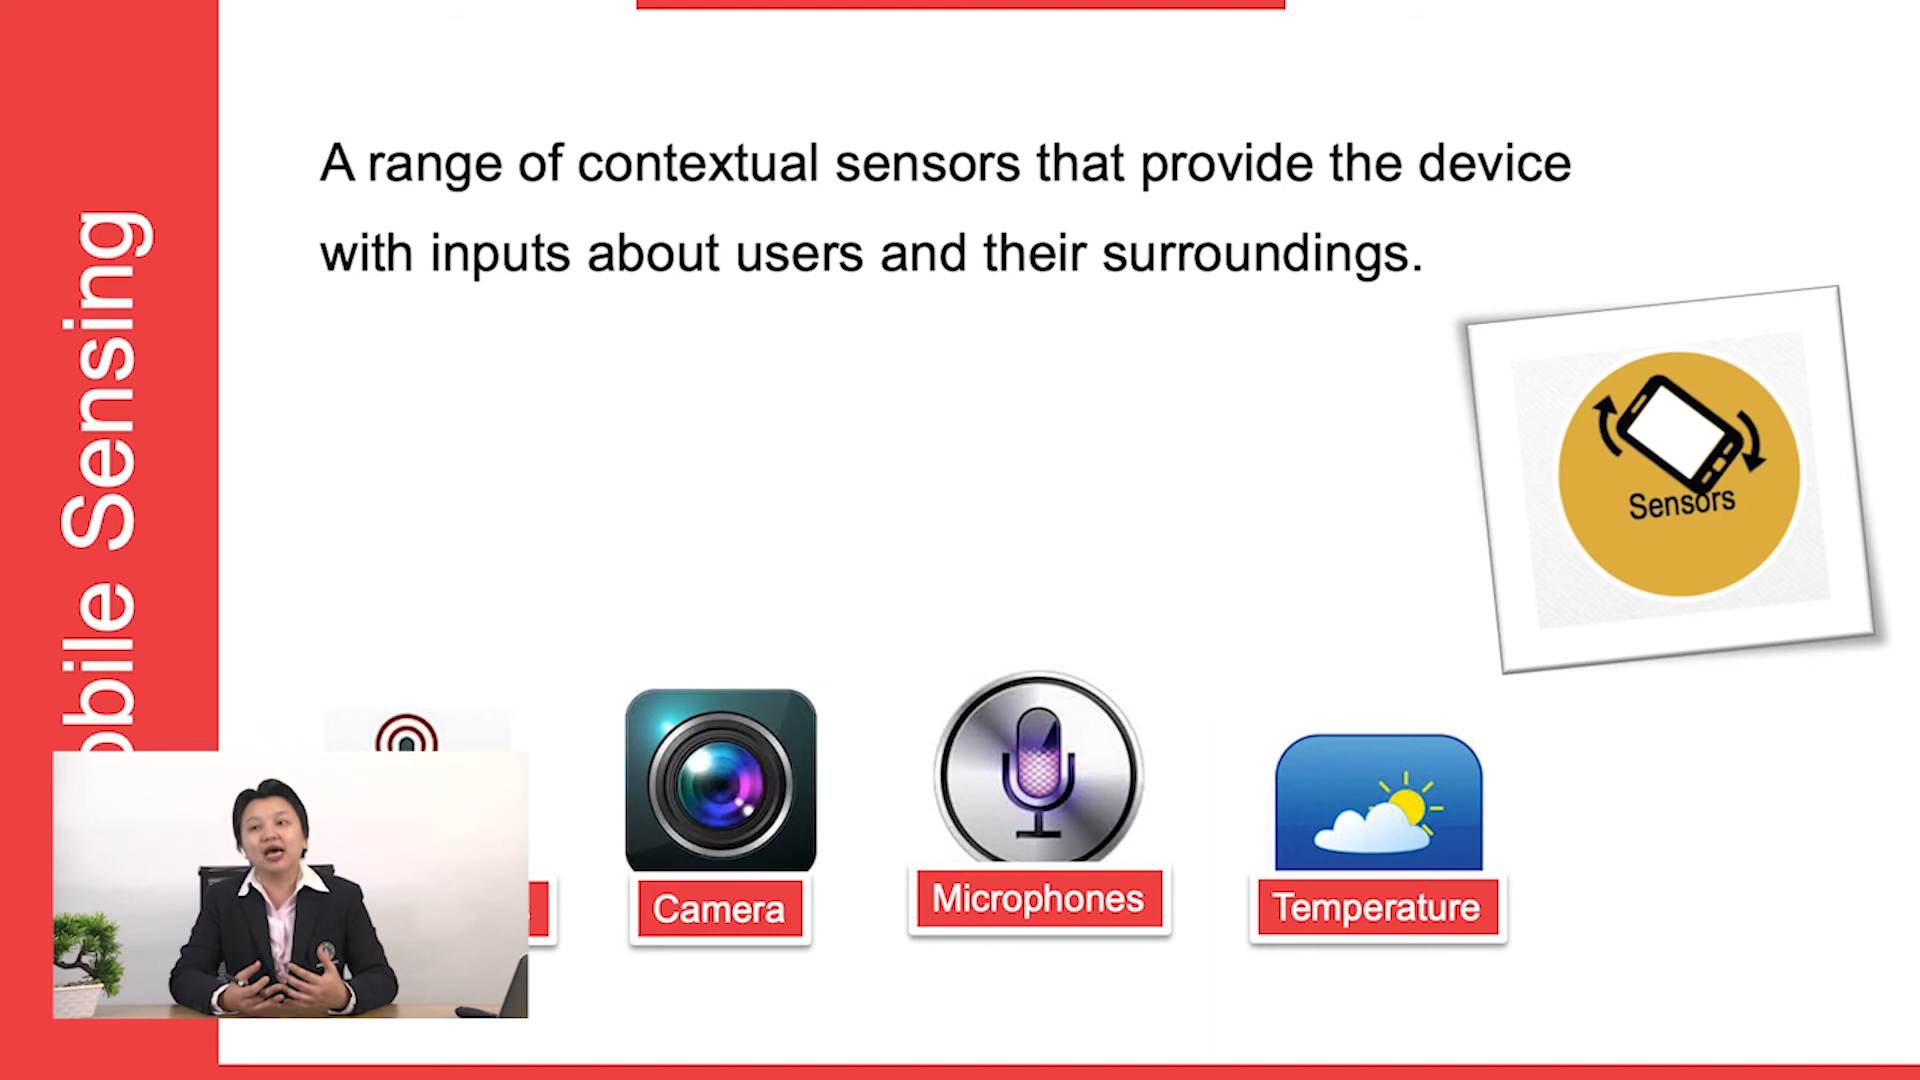 A range of contextual sensors that provide the device
with inputs about users and their surroundings.
Sensing
Sensors
Camera
Microphones
Temperature